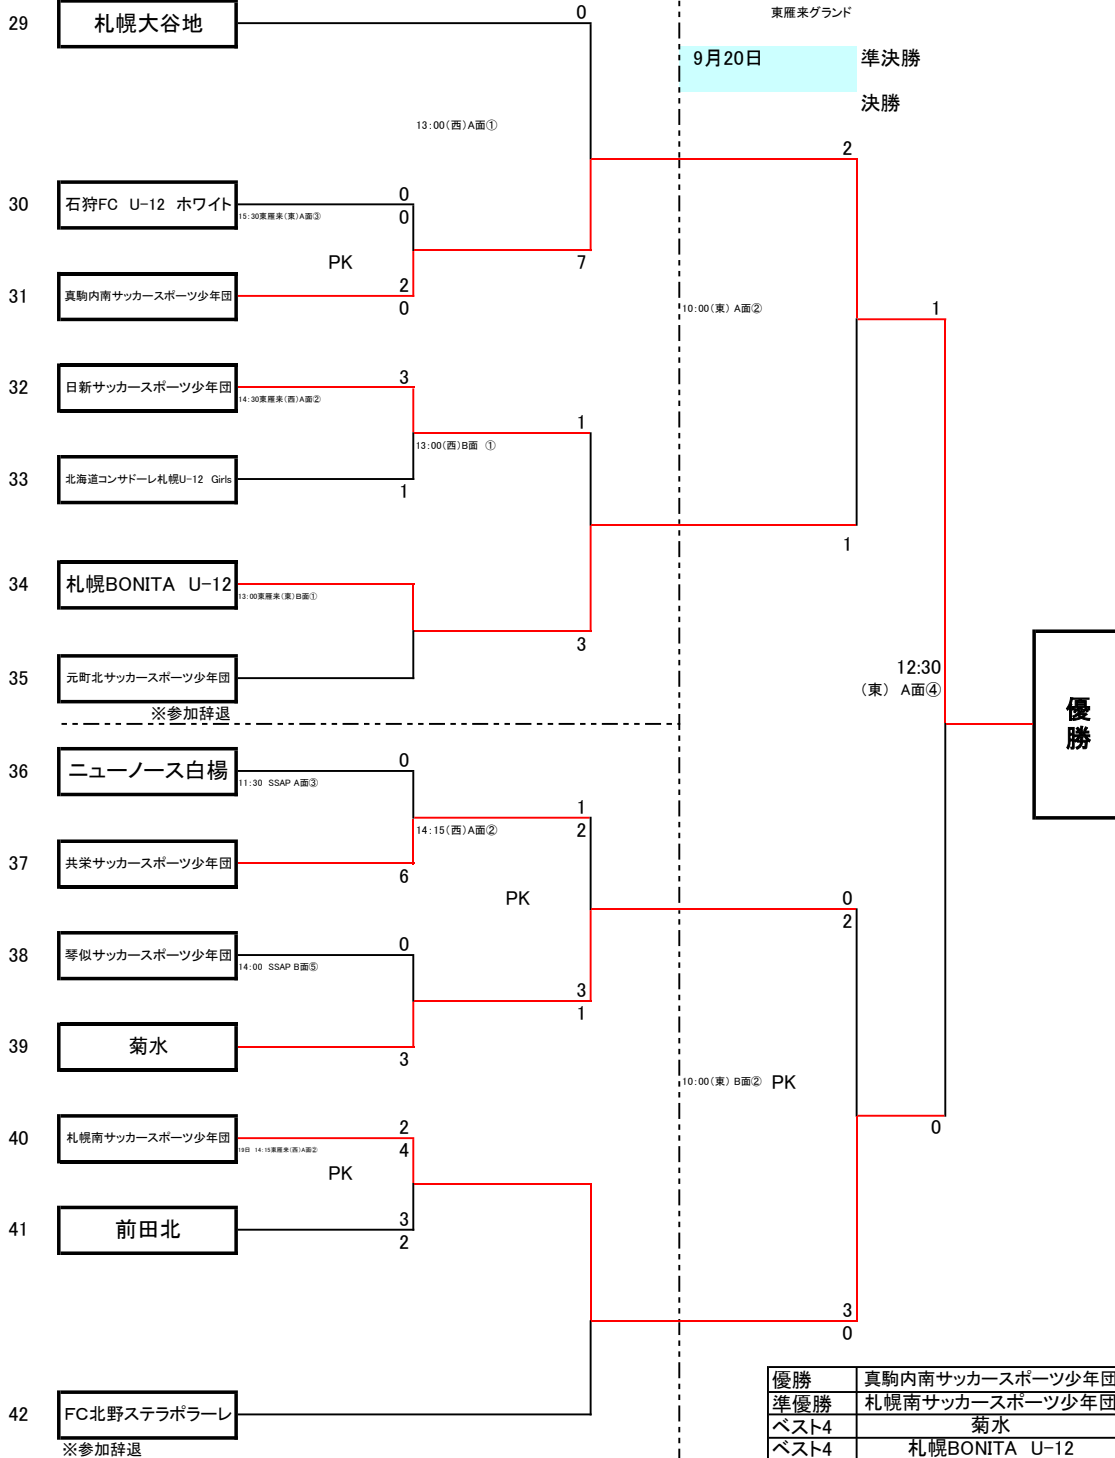 29 札幌大谷地 0
東雁来グランド
9月20日 準決勝
決勝
13:00(西)A面①
2
30 石狩FC U-12 ホワイト 0
15:30東雁来(東)A面③ 0
PK
7
31 真駒内南サッカースポーツ少年団 2
0
10:00(東) A面②
1
32 日新サッカースポーツ少年団 3
14:30東雁来(西)A面②
1
13:00(西)B面 ①
33 北海道コンサドーレ札幌U-12 Girls
1
1
34 札幌BONITA U-12
13:00東雁来(東)B面①
3
35 元町北サッカースポーツ少年団
※参加辞退
12:30
(東) A面④
優勝
36 ニューノース白楊 0
11:30 SSAP A面③
1
14:15(西)A面② 2
37 共栄サッカースポーツ少年団
6
PK
0
2
38 琴似サッカースポーツ少年団 0
14:00 SSAP B面⑤
3
1
39 菊水
3
10:00(東) B面② PK
0
40 札幌南サッカースポーツ少年団 2
19日 14:15東雁来(西)A面② 4
PK
41 前田北 3
2
3
0
42 FC北野ステラポラーレ
※参加辞退
優勝 真駒内南サッカースポーツ少年団
準優勝 札幌南サッカースポーツ少年団
ベスト4 菊水
ベスト4 札幌BONITA U-12